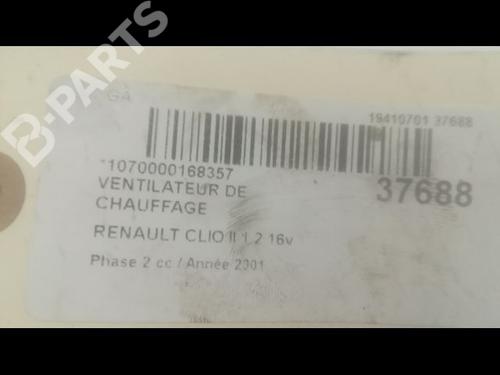 B-PARTS
GA
19410701 37688
*1070000168357
37688
VENTILATEUR DE
CHAUFFAGE
RENAULT CLIO II 1.2 16v
Phase 2 cc / Année 2001